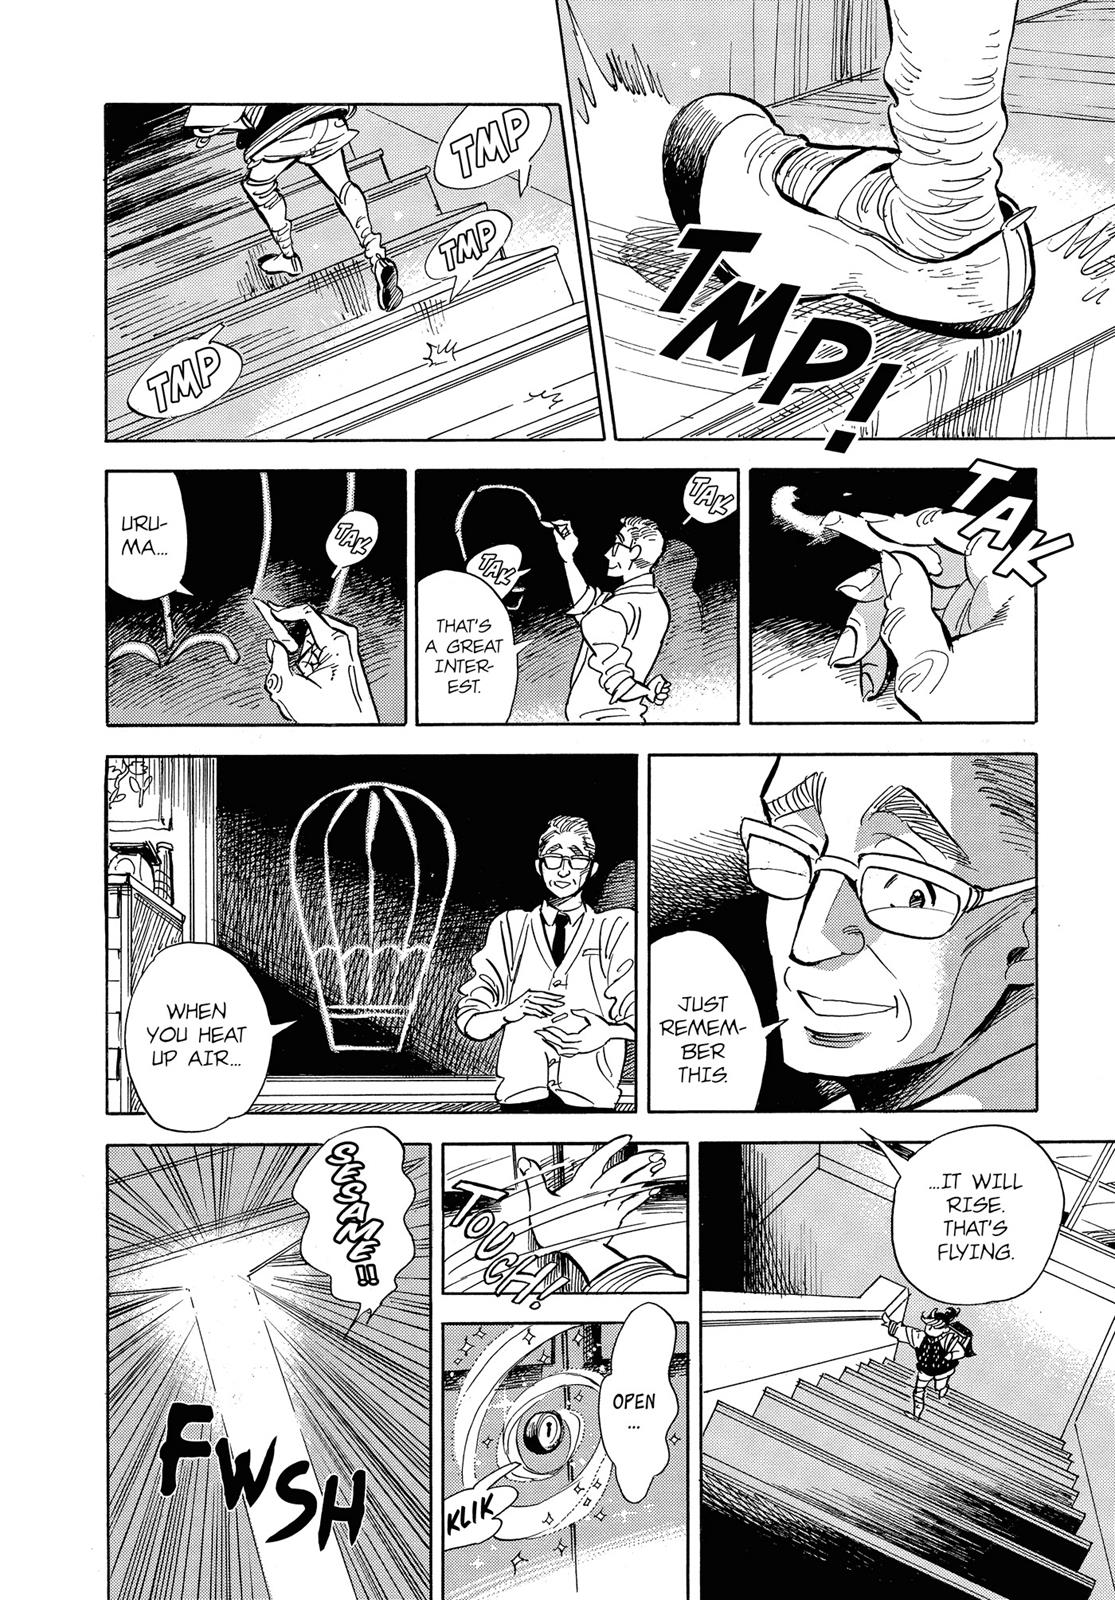 TMP!
TMP
TMP
TMP
TAK
TAK
TAK
THAT'S
A GREAT
INTER-
EST.
TAK
URU-
MA...
JUST
REMEM-
BER
THIS.
WHEN
YOU HEAT
UP AIR...
...IT WILL
RISE.
THAT'S
FLYING.
TOUCH!
OPEN
...
KLIK
SESAME!!
FWSH